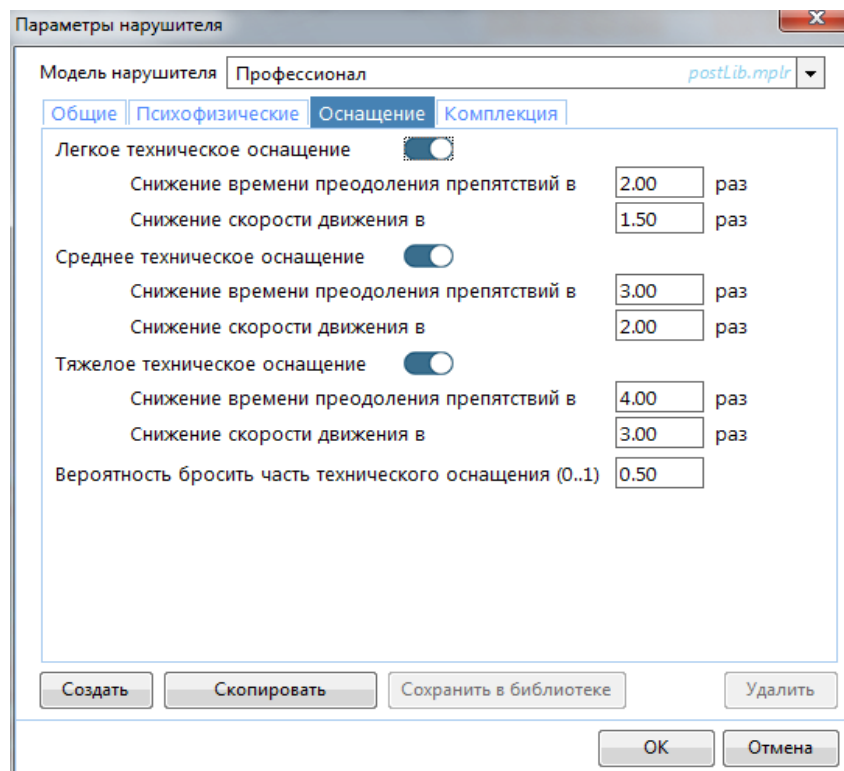 Параметры нарушителя
Модель нарушителя Профессионал postLib.mplr
Общие Психофизические Оснащение Комплекция
Легкое техническое оснащение
Снижение времени преодоления препятствий в 2.00 раз
Снижение скорости движения в 1.50 раз
Среднее техническое оснащение
Снижение времени преодоления препятствий в 3.00 раз
Снижение скорости движения в 2.00 раз
Тяжелое техническое оснащение
Снижение времени преодоления препятствий в 4.00 раз
Снижение скорости движения в 3.00 раз
Вероятность бросить часть технического оснащения (0..1) 0.50
Создать Скопировать Сохранить в библиотеке Удалить
ОК Отмена